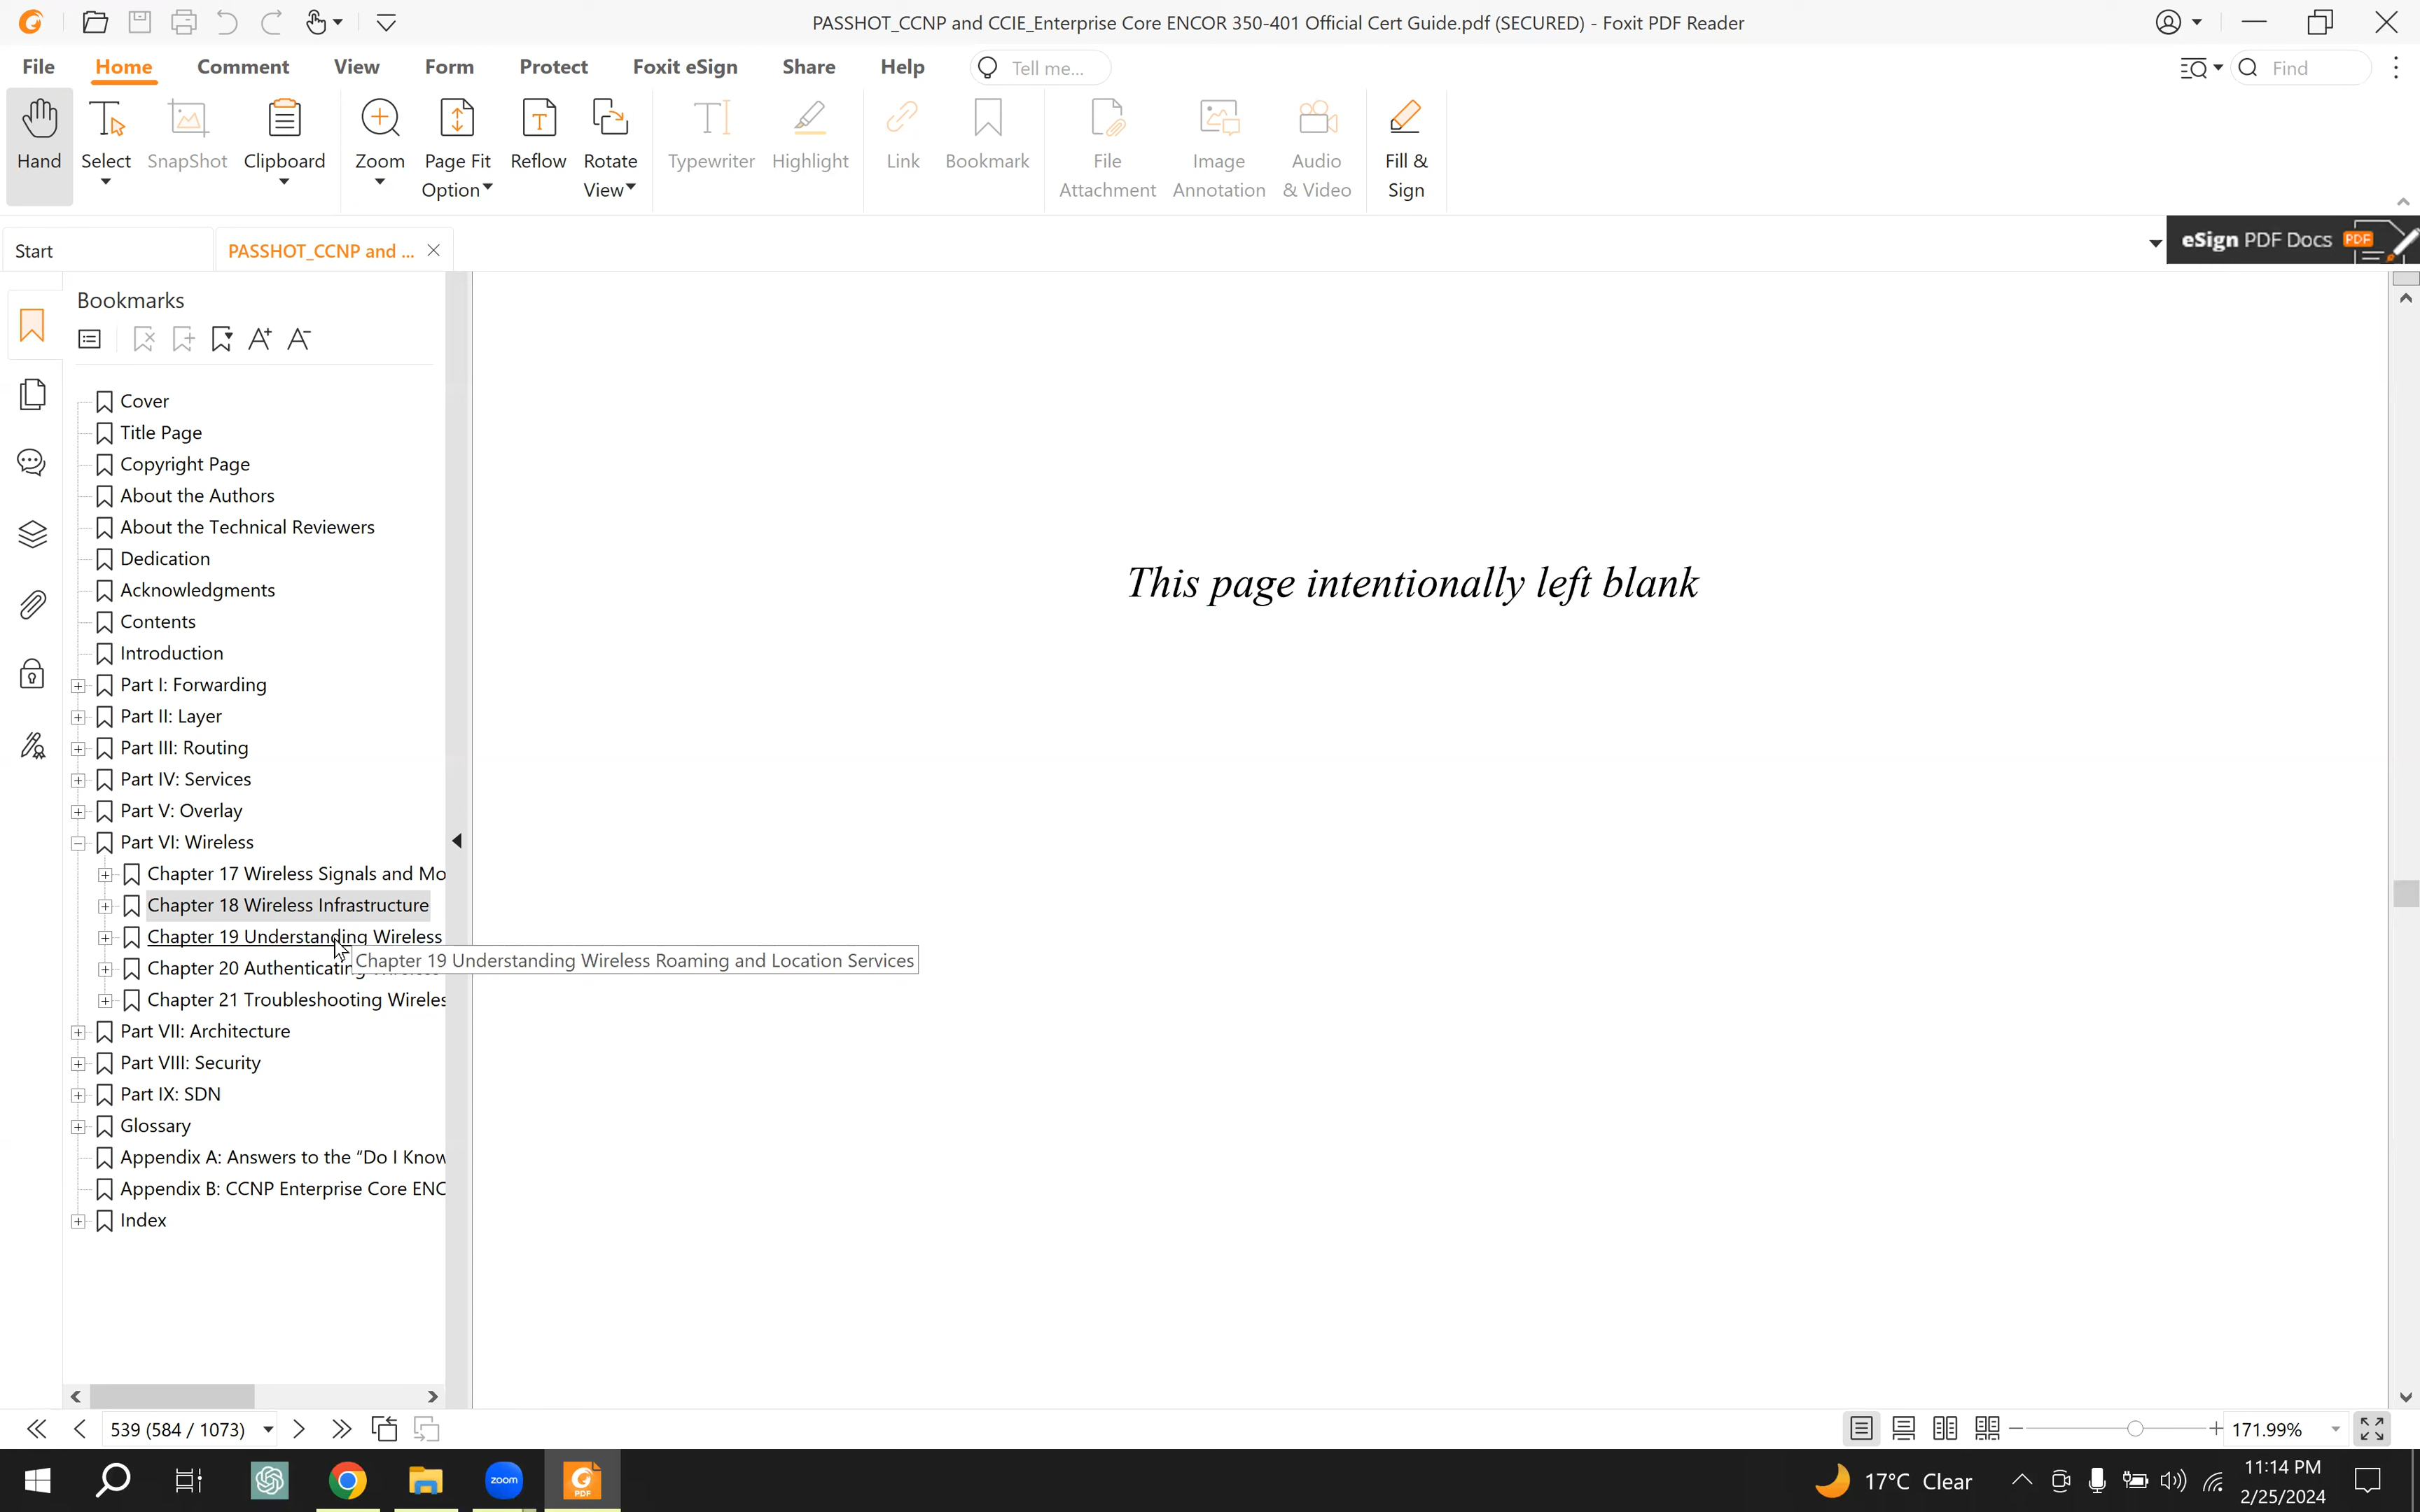 PASSHOT_CCNP and CCIE_Enterprise Core ENCOR 350-401 Official Cert Guide.pdf (SECURED) - Foxit PDF Reader
File Home Comment View Form Protect Foxit eSign Share Help Tell me... Find
Hand Select SnapShot Clipboard Zoom Page Fit Option Reflow Rotate View Typewriter Highlight Link Bookmark File Attachment Image Annotation Audio & Video Fill & Sign
Start PASSHOT_CCNP and ... eSign PDF Docs PDF
Bookmarks
Cover
Title Page
Copyright Page
About the Authors
About the Technical Reviewers
Dedication
Acknowledgments
Contents
Introduction
Part I: Forwarding
Part II: Layer
Part III: Routing
Part IV: Services
Part V: Overlay
Part VI: Wireless
Chapter 17 Wireless Signals and Mo
Chapter 18 Wireless Infrastructure
Chapter 19 Understanding Wireless
Chapter 19 Understanding Wireless Roaming and Location Services
Chapter 20 Authenticating
Chapter 21 Troubleshooting Wireles
Part VII: Architecture
Part VIII: Security
Part IX: SDN
Glossary
Appendix A: Answers to the “Do I Know
Appendix B: CCNP Enterprise Core ENC
Index
This page intentionally left blank
539 (584 / 1073) 171.99%
zoom PDF 17°C Clear 11:14 PM
2/25/2024